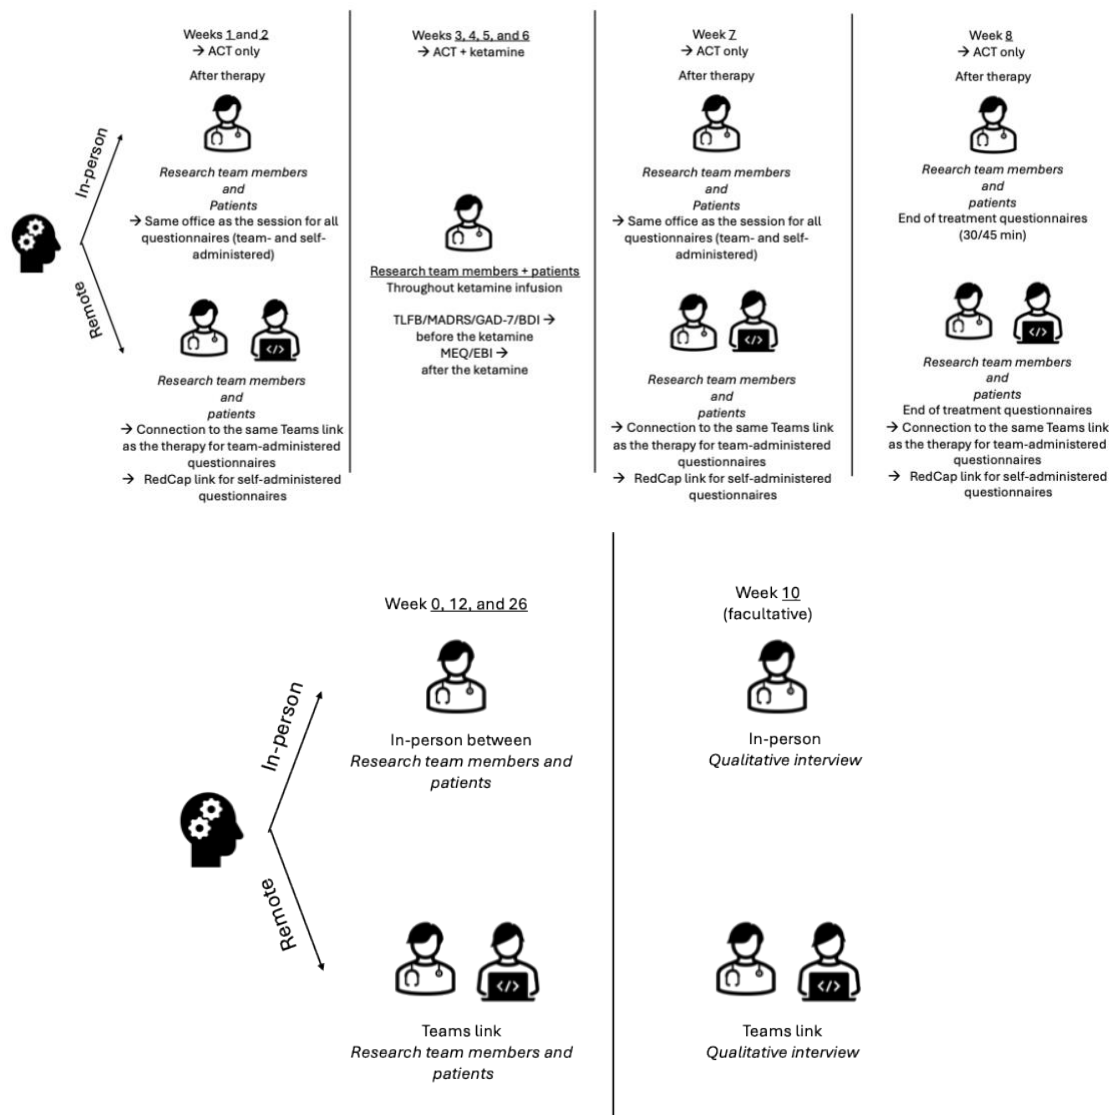 Weeks 1 and 2
→ ACT only
After therapy
In-person
Research team members
and
Patients
→ Same office as the session for all
questionnaires (team- and self-
administered)
Remote
</>
Research team members
and
patients
→ Connection to the same Teams link
as the therapy for team-administered
questionnaires
→ RedCap link for self-administered
questionnaires
Weeks 3, 4, 5, and 6
→ ACT + ketamine
Research team members + patients
Throughout ketamine infusion
TLFB/MADRS/GAD-7/BDI →
before the ketamine
MEQ/EBI →
after the ketamine
Week 7
→ ACT only
After therapy
Research team members
and
Patients
→ Same office as the session for all
questionnaires (team- and self-
administered)
</>
Research team members
and
patients
→ Connection to the same Teams link
as the therapy for team-administered
questionnaires
→ RedCap link for self-administered
questionnaires
Week 8
→ ACT only
After therapy
Research team members
and
patients
End of treatment questionnaires
(30/45 min)
</>
Research team members
and
patients
End of treatment questionnaires
→ Connection to the same Teams link
as the therapy for team-administered
questionnaires
→ RedCap link for self-administered
questionnaires
Week 0, 12, and 26
In-person
In-person between
Research team members and
patients
Remote
</>
Teams link
Research team members and
patients
Week 10
(facultative)
In-person
Qualitative interview
</>
Teams link
Qualitative interview